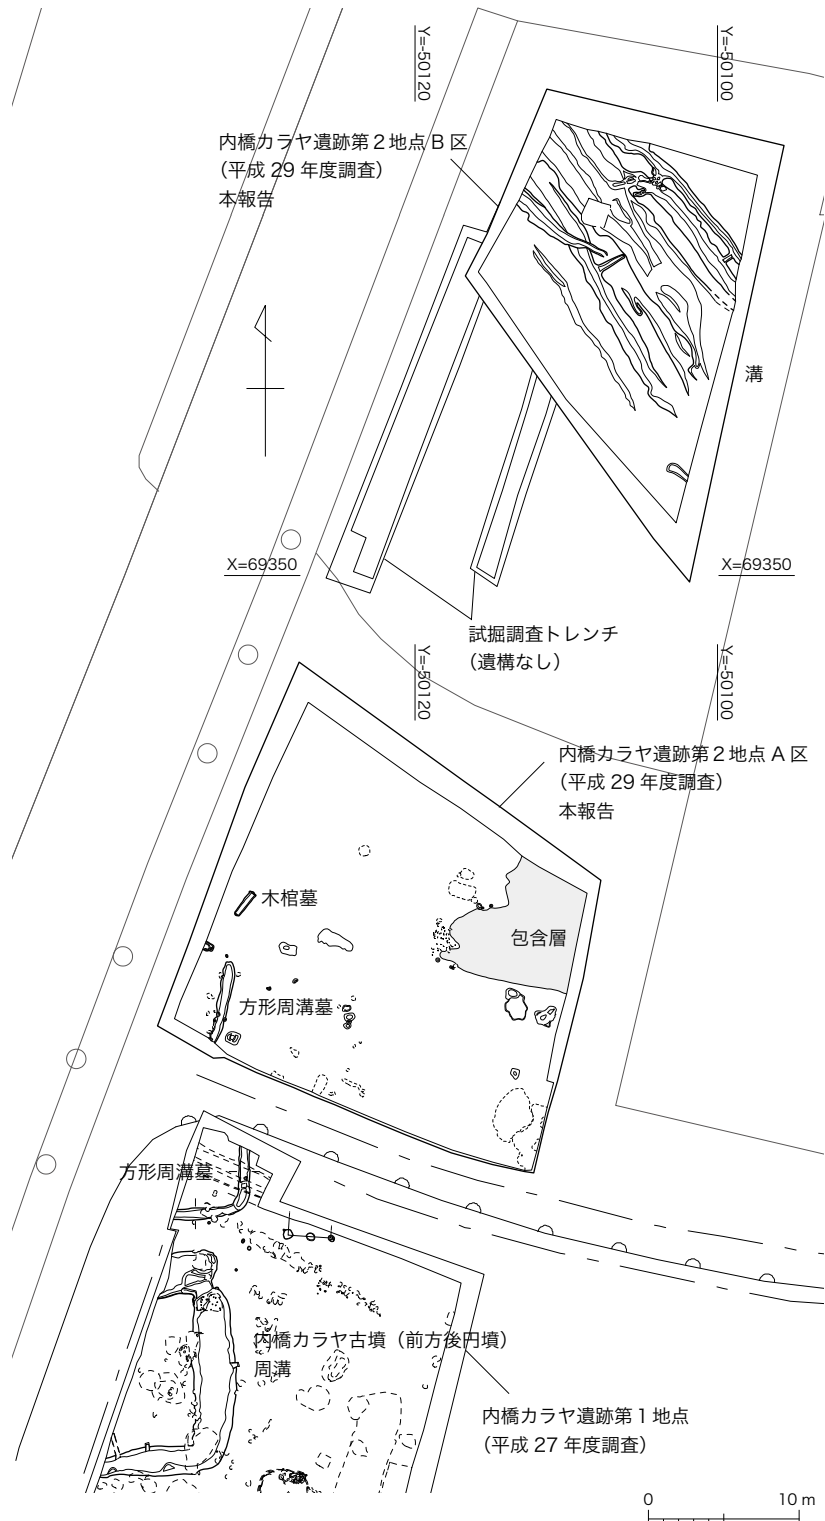 Y=-50120
Y=-50100
内橋カラヤ遺跡第２地点 B 区
（平成 29 年度調査）
本報告
溝
X=69350
X=69350
試掘調査トレンチ
（遺構なし）
Y=-50120
Y=-50100
内橋カラヤ遺跡第２地点 A 区
（平成 29 年度調査）
本報告
木棺墓
包含層
方形周溝墓
方形周溝墓
内橋カラヤ古墳（前方後円墳）
周溝
内橋カラヤ遺跡第１地点
（平成 27 年度調査）
0 10 m